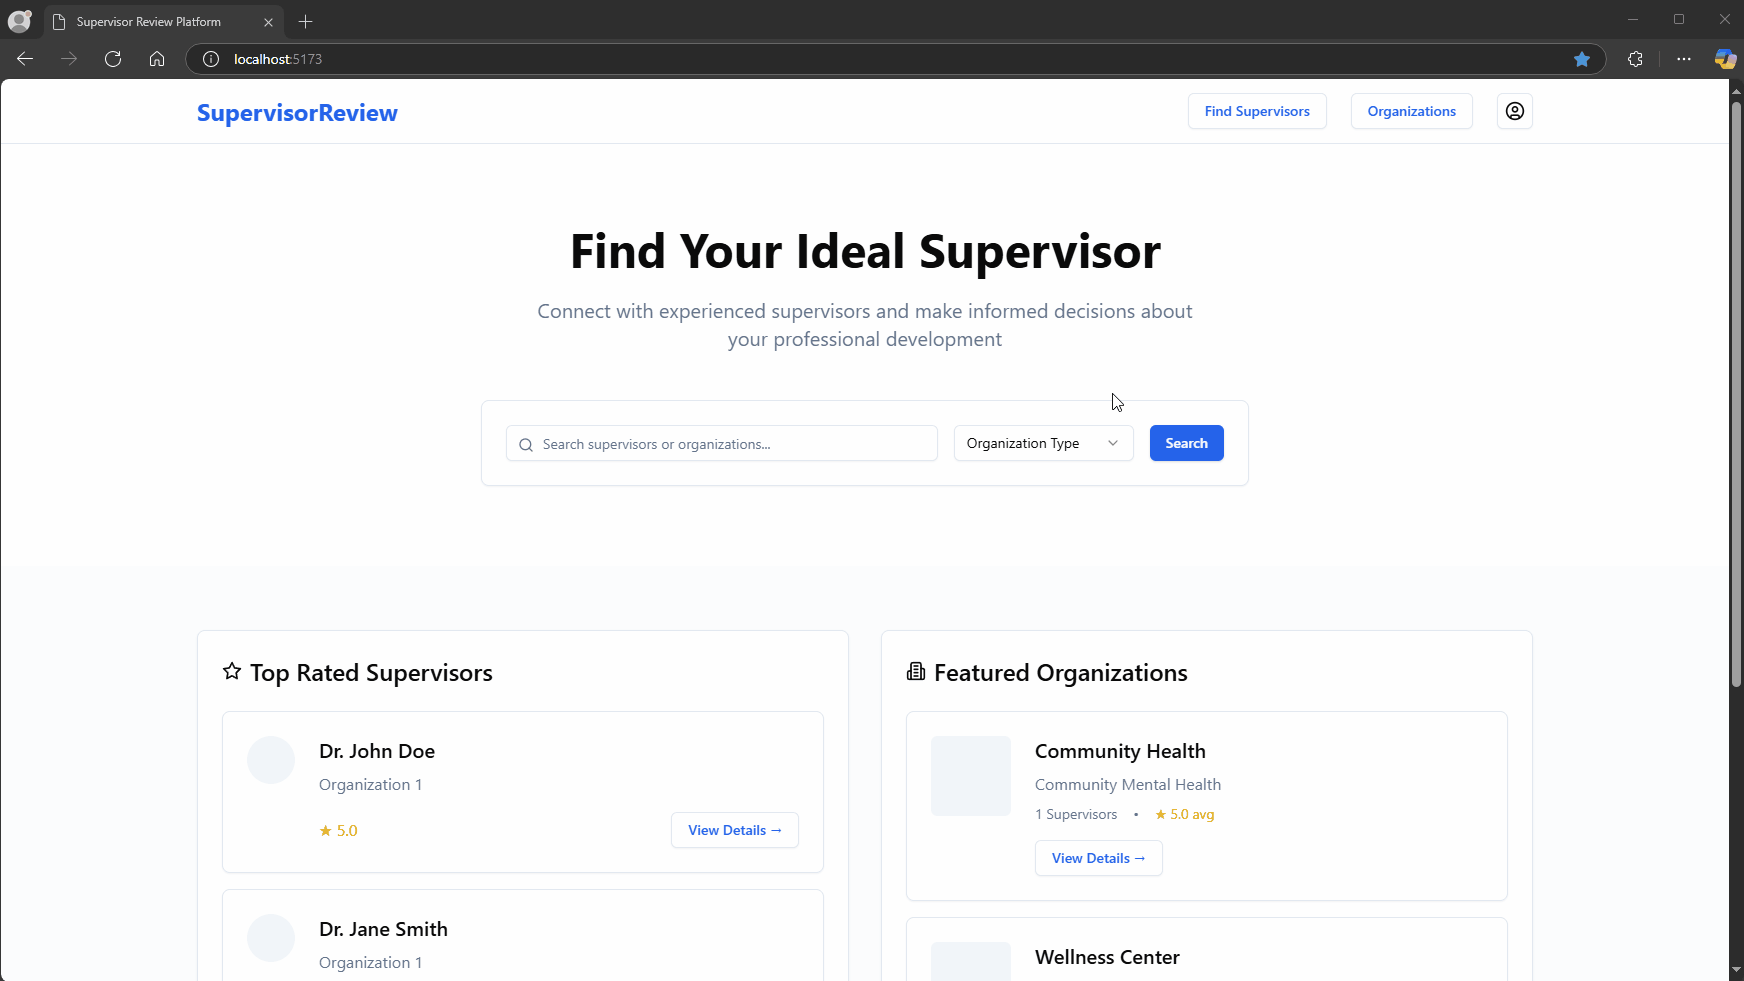 Supervisor Review Platform
localhost:5173
SupervisorReview
Find Supervisors
Organizations
Find Your Ideal Supervisor
Connect with experienced supervisors and make informed decisions about
your professional development
Search supervisors or organizations...
Organization Type
Search
Top Rated Supervisors
Dr. John Doe
Organization 1
★ 5.0
View Details →
Dr. Jane Smith
Organization 1
Featured Organizations
Community Health
Community Mental Health
1 Supervisors • ★ 5.0 avg
View Details →
Wellness Center